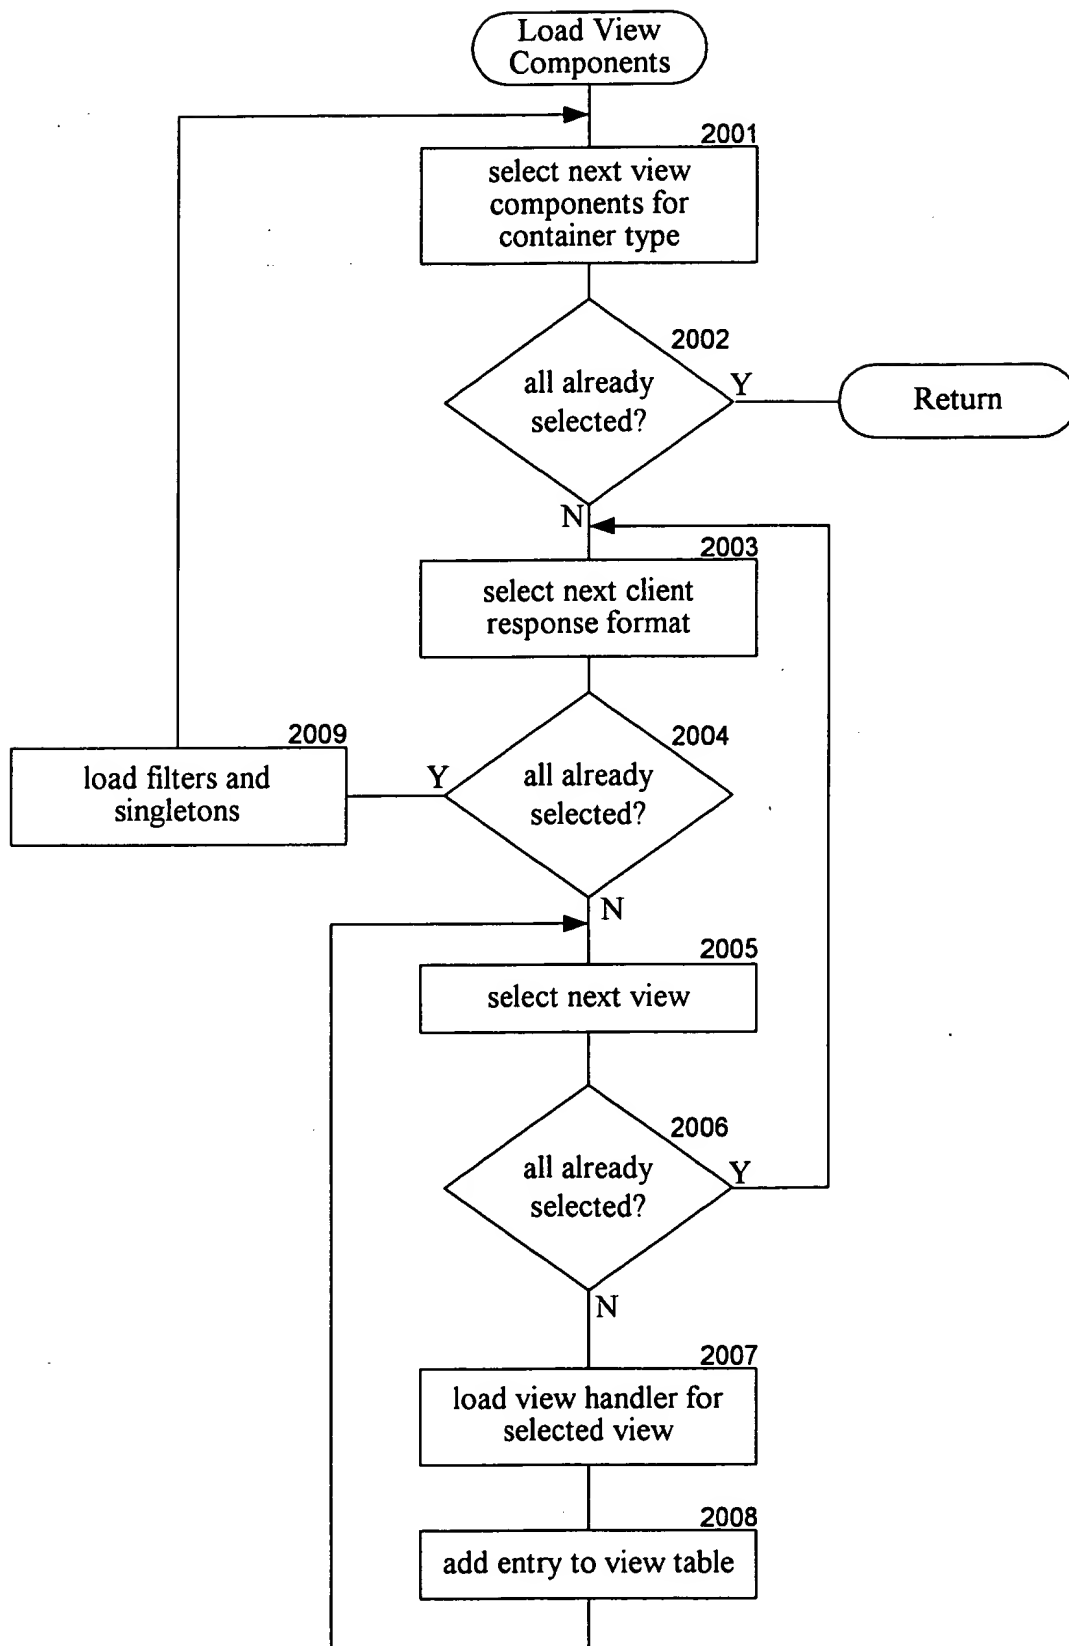 Load View
Components
2001
select next view
components for
container type
2002
all already
selected?
Y
Return
N
2003
select next client
response format
2004
all already
selected?
Y
2009
load filters and
singletons
N
2005
select next view
2006
all already
selected?
Y
N
2007
load view handler for
selected view
2008
add entry to view table